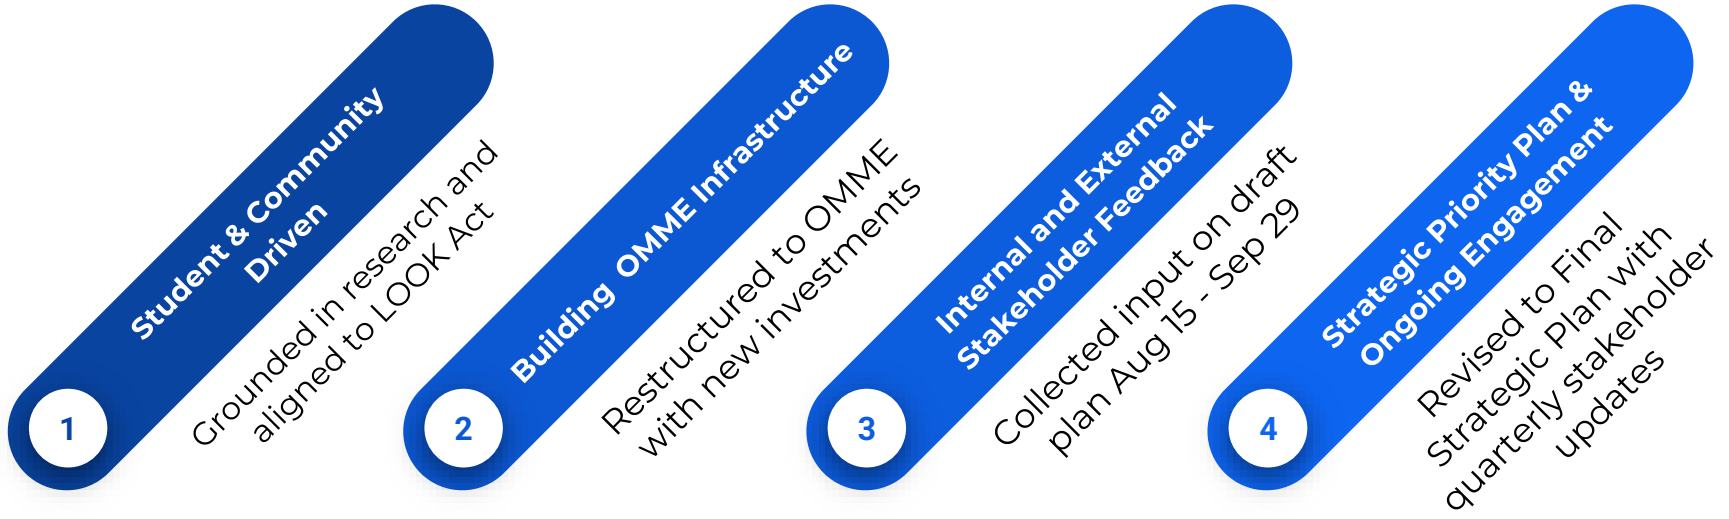 1
Student & Community
Driven
Grounded in research and
aligned to LOOK Act
2
Building  OMME Infrastructure
Restructured to OMME
with new investments
3
Internal and External
Stakeholder Feedback
Collected input on draft
plan Aug 15 - Sep 29
4
Strategic Priority Plan &
Ongoing Engagement
Revised to Final
Strategic Plan with
quarterly stakeholder
updates